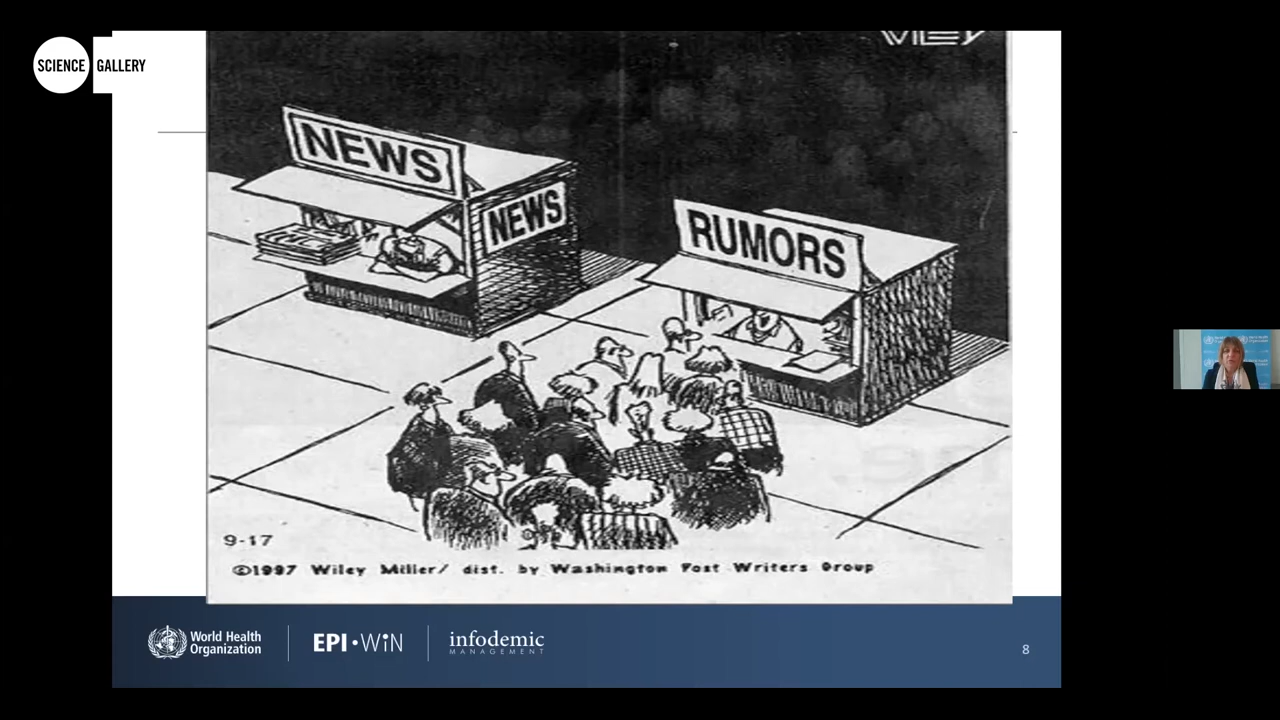 SCIENCE GALLERY
WILEY
NEWS
NEWS
RUMORS
9-17
©1997 Wiley Miller/ dist. by Washington Post Writers Group
World Health
Organization
EPI•WiN
infodemic
MANAGEMENT
8